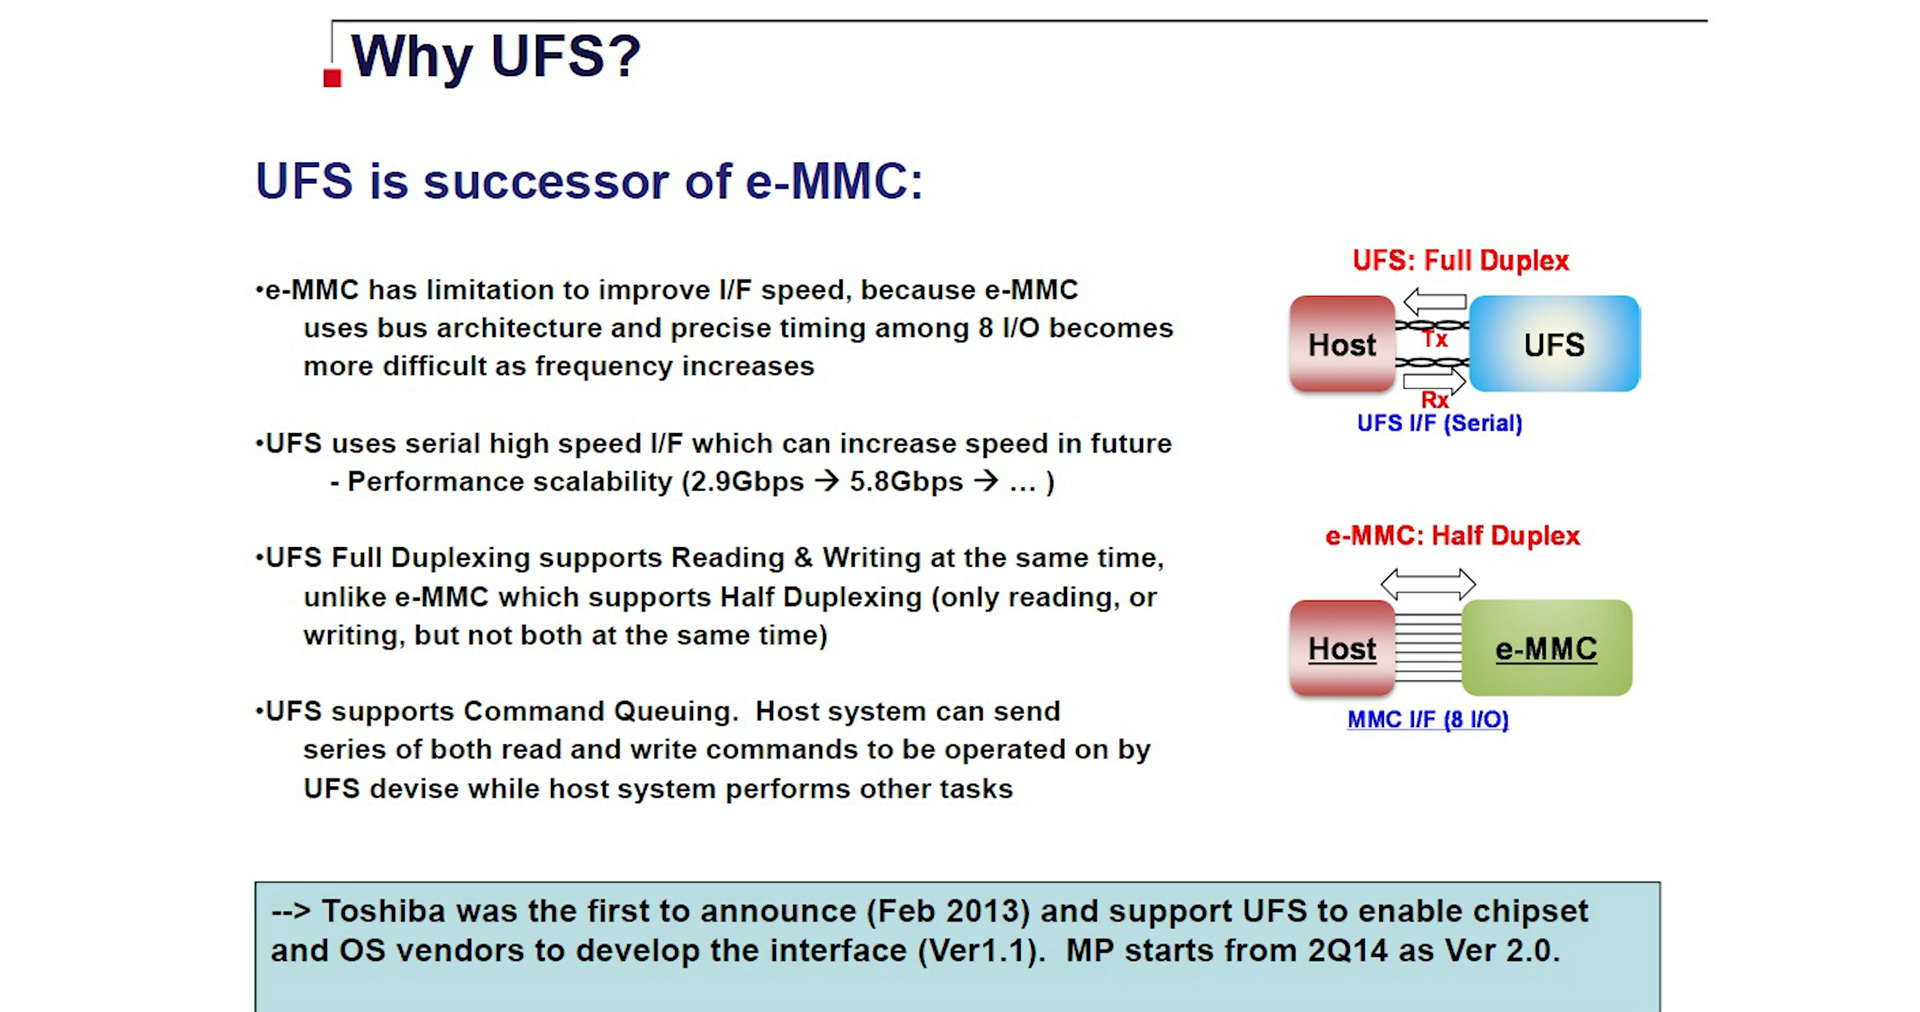 Why UFS?
UFS is successor of e-MMC:
•e-MMC has limitation to improve I/F speed, because e-MMC
uses bus architecture and precise timing among 8 I/O becomes
more difficult as frequency increases
•UFS uses serial high speed I/F which can increase speed in future
- Performance scalability (2.9Gbps → 5.8Gbps → … )
•UFS Full Duplexing supports Reading & Writing at the same time,
unlike e-MMC which supports Half Duplexing (only reading, or
writing, but not both at the same time)
•UFS supports Command Queuing.  Host system can send
series of both read and write commands to be operated on by
UFS devise while host system performs other tasks
UFS: Full Duplex
Host
Tx
UFS
Rx
UFS I/F (Serial)
e-MMC: Half Duplex
Host
e-MMC
MMC I/F (8 I/O)
--> Toshiba was the first to announce (Feb 2013) and support UFS to enable chipset
and OS vendors to develop the interface (Ver1.1).  MP starts from 2Q14 as Ver 2.0.